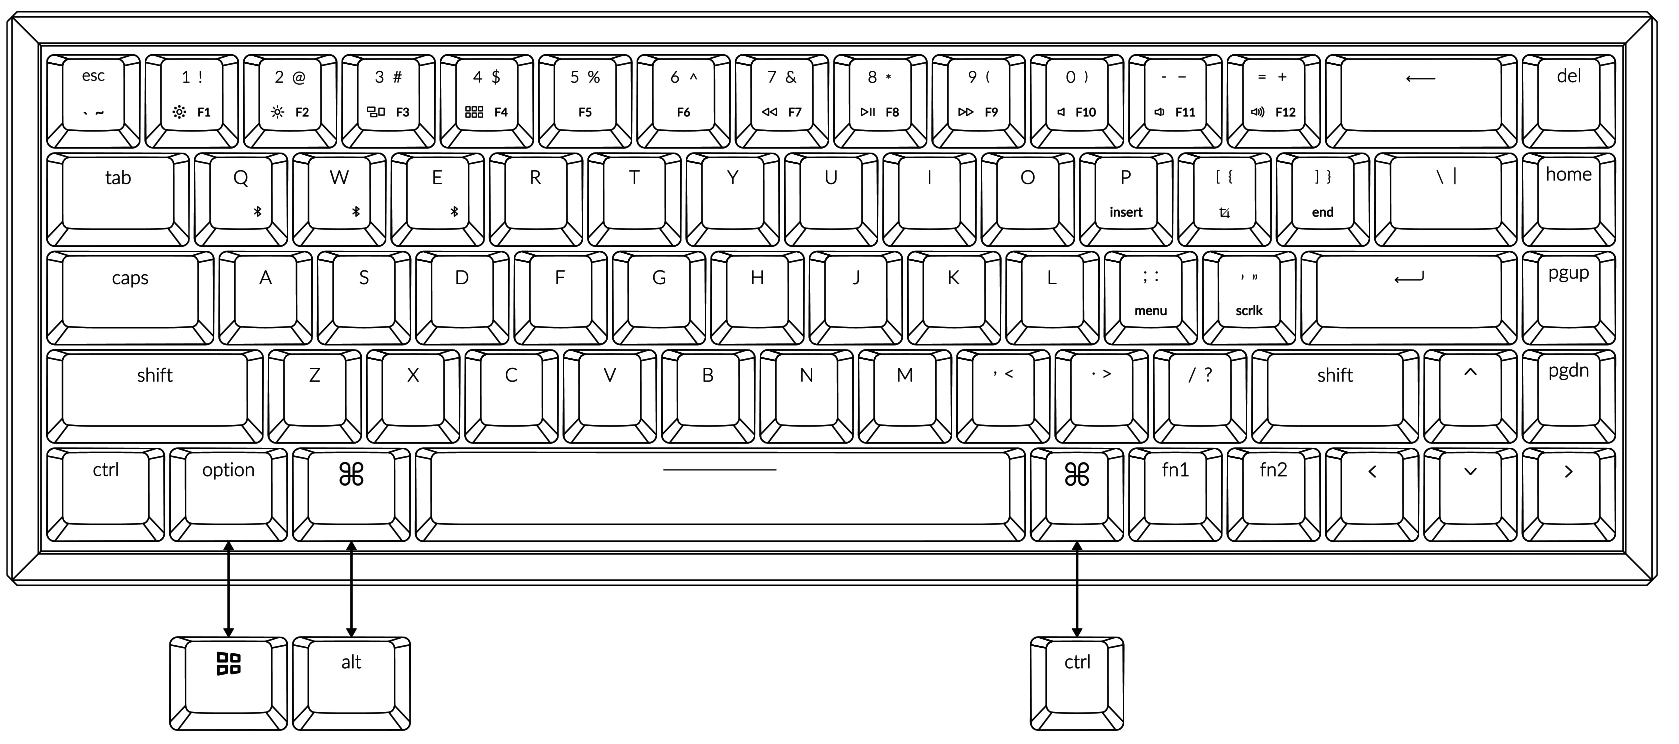 esc 1 ! 2 @ 3 # 4 $ 5 % 6 ^ 7 & 8 * 9 ( 0 ) - – = + ← del
` ~ F1 F2 F3 F4 F5 F6 F7 F8 F9 F10 F11 F12
tab Q W E R T Y U I O P [ { ] } \ | home
insert end
caps A S D F G H J K L ; : ' " pgup
menu scrlk
shift Z X C V B N M , < . > / ? shift ^ pgdn
ctrl option ⌘ ⌘ fn1 fn2 < ⌄ >
alt ctrl